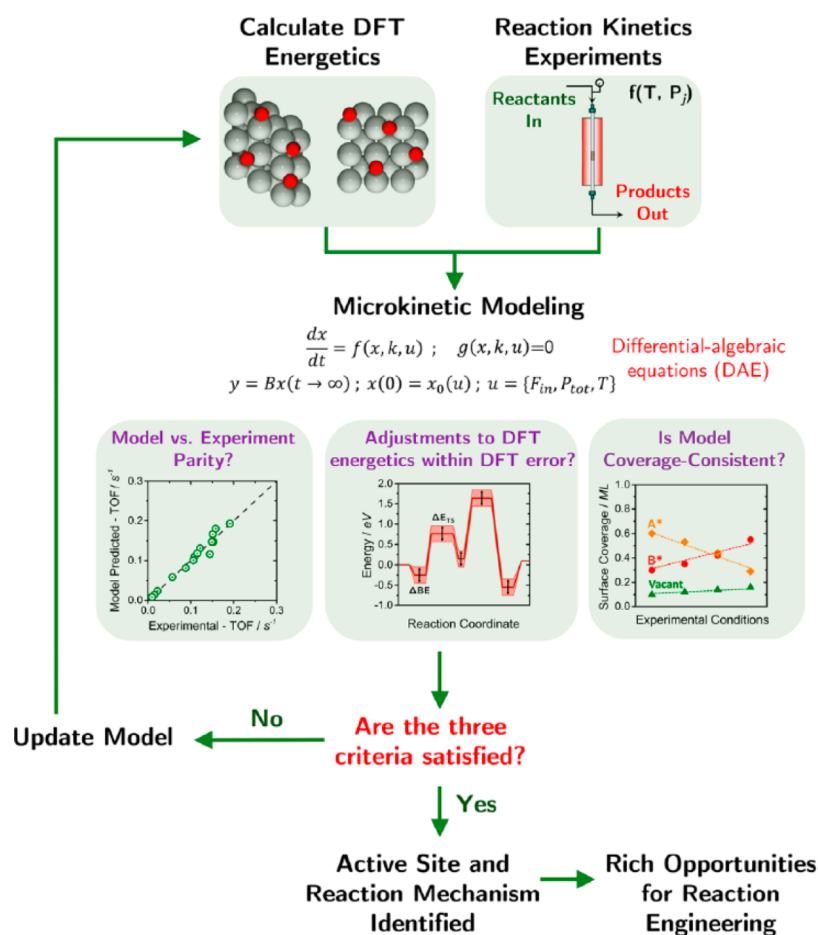 Calculate DFT
Energetics
Reaction Kinetics
Experiments
Reactants
In
f(T, P_j)
Products
Out
Microkinetic Modeling
dx/dt = f(x, k, u) ; g(x, k, u)=0
y = Bx(t → ∞) ; x(0) = x_0(u) ; u = {F_in, P_tot, T}
Differential-algebraic
equations (DAE)
Model vs. Experiment
Parity?
Model Predicted - TOF / s^-1
0.3
0.2
0.1
0.0
0.0 0.1 0.2 0.3
Experimental - TOF / s^-1
Adjustments to DFT
energetics within DFT error?
Energy / eV
2.0
1.5
1.0
0.5
0.0
-0.5
-1.0
ΔE_TS
ΔBE
Reaction Coordinate
Is Model
Coverage-Consistent?
Surface Coverage / ML
1.0
0.8
0.6
0.4
0.2
0.0
A*
B*
Vacant
Experimental Conditions
Are the three
criteria satisfied?
No
Update Model
Yes
Active Site and
Reaction Mechanism
Identified
Rich Opportunities
for Reaction
Engineering